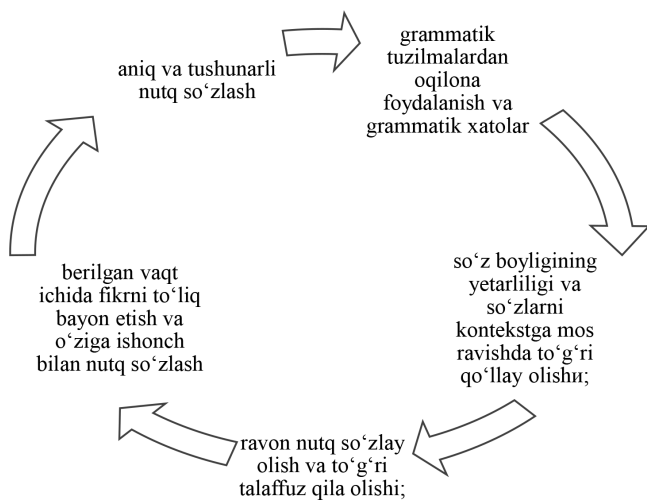 aniq va tushunarli
nutq so‘zlash
grammatik
tuzilmalardan
oqilona
foydalanish va
grammatik xatolar
so‘z boyligining
yetarliligi va
so‘zlarni
kontekstga mos
ravishda to‘g‘ri
qo‘llay olishи;
ravon nutq so‘zlay
olish va to‘g‘ri
talaffuz qila olishi;
berilgan vaqt
ichida fikrni to‘liq
bayon etish va
o‘ziga ishonch
bilan nutq so‘zlash